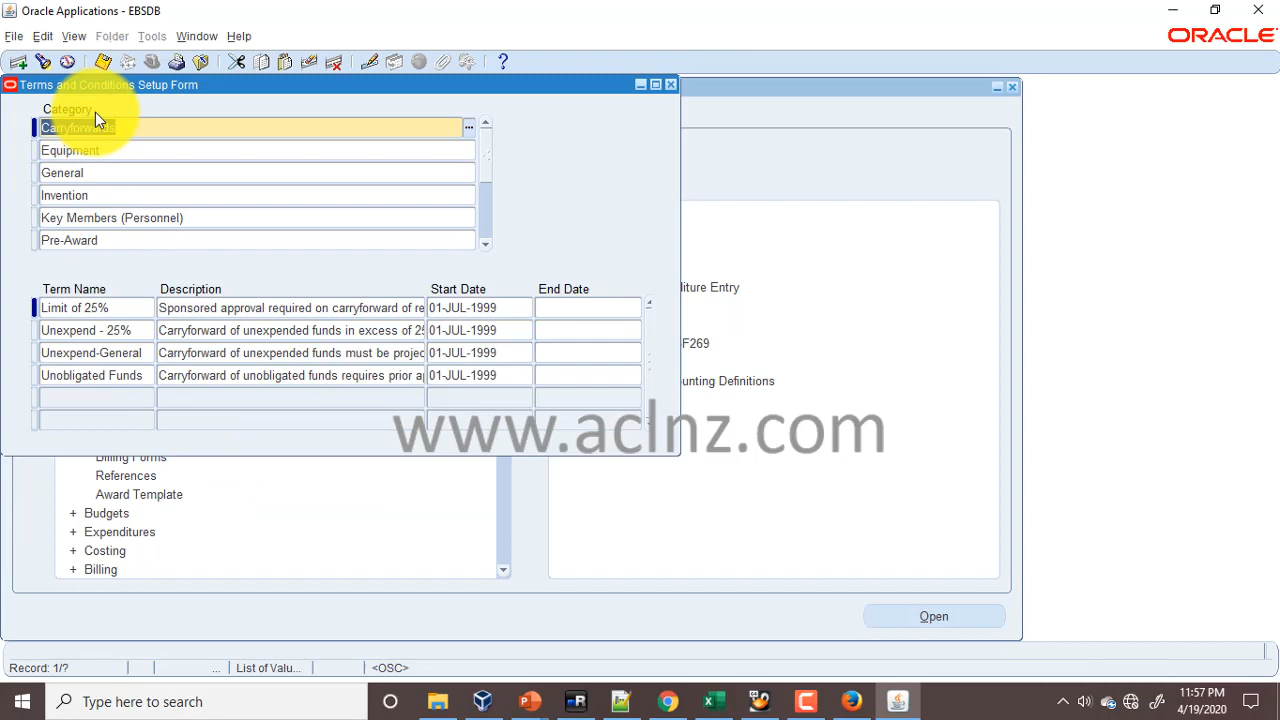 Oracle Applications - EBSDB
File Edit View Folder Tools Window Help
ORACLE
Terms and Conditions Setup Form
Category
Carryforwards
Equipment
General
Invention
Key Members (Personnel)
Pre-Award
Term Name Description Start Date End Date
Limit of 25% Sponsored approval required on carryforward of re 01-JUL-1999
Unexpend - 25% Carryforward of unexpended funds in excess of 25 01-JUL-1999
Unexpend-General Carryforward of unexpended funds must be projec 01-JUL-1999
Unobligated Funds Carryforward of unobligated funds requires prior a 01-JUL-1999
diture Entry
F269
unting Definitions
www.aclnz.com
Billing Forms
References
Award Template
+ Budgets
+ Expenditures
+ Costing
+ Billing
Open
Record: 1/? ... List of Valu... <OSC>
Type here to search
11:57 PM
4/19/2020